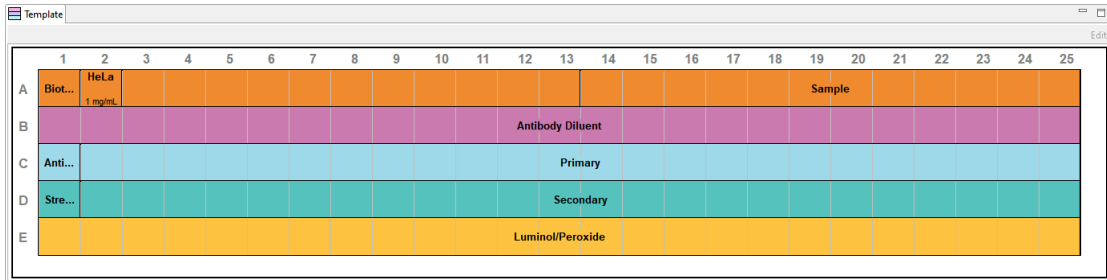 Template
Edit
1 2 3 4 5 6 7 8 9 10 11 12 13 14 15 16 17 18 19 20 21 22 23 24 25
A Biot... HeLa 1 mg/mL Sample
B Antibody Diluent
C Anti... Primary
D Stre... Secondary
E Luminol/Peroxide